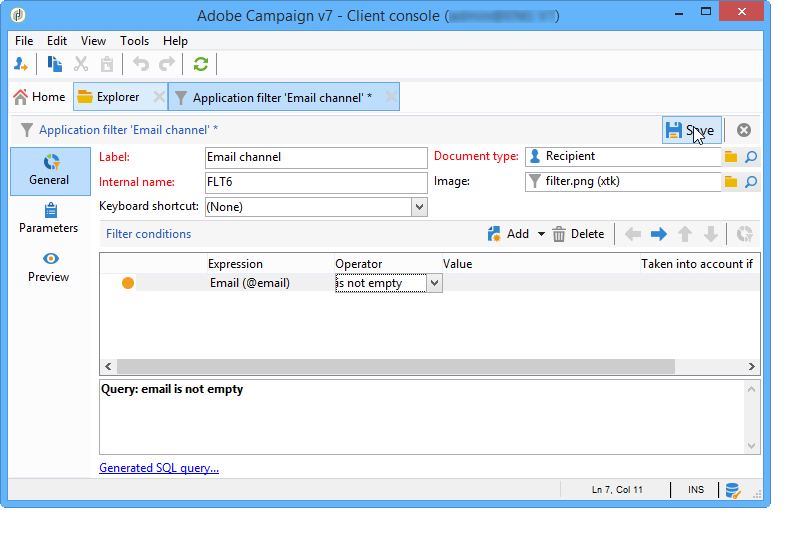 Adobe Campaign v7 - Client console ( )
File Edit View Tools Help
Home Explorer Application filter 'Email channel' *
Application filter 'Email channel' * Save
General
Parameters
Preview
Label: Email channel Document type: Recipient
Internal name: FLT6 Image: filter.png (xtk)
Keyboard shortcut: (None)
Filter conditions Add Delete
Expression Operator Value Taken into account if
Email (@email) is not empty
Query: email is not empty
Generated SQL query...
Ln 7, Col 11 INS